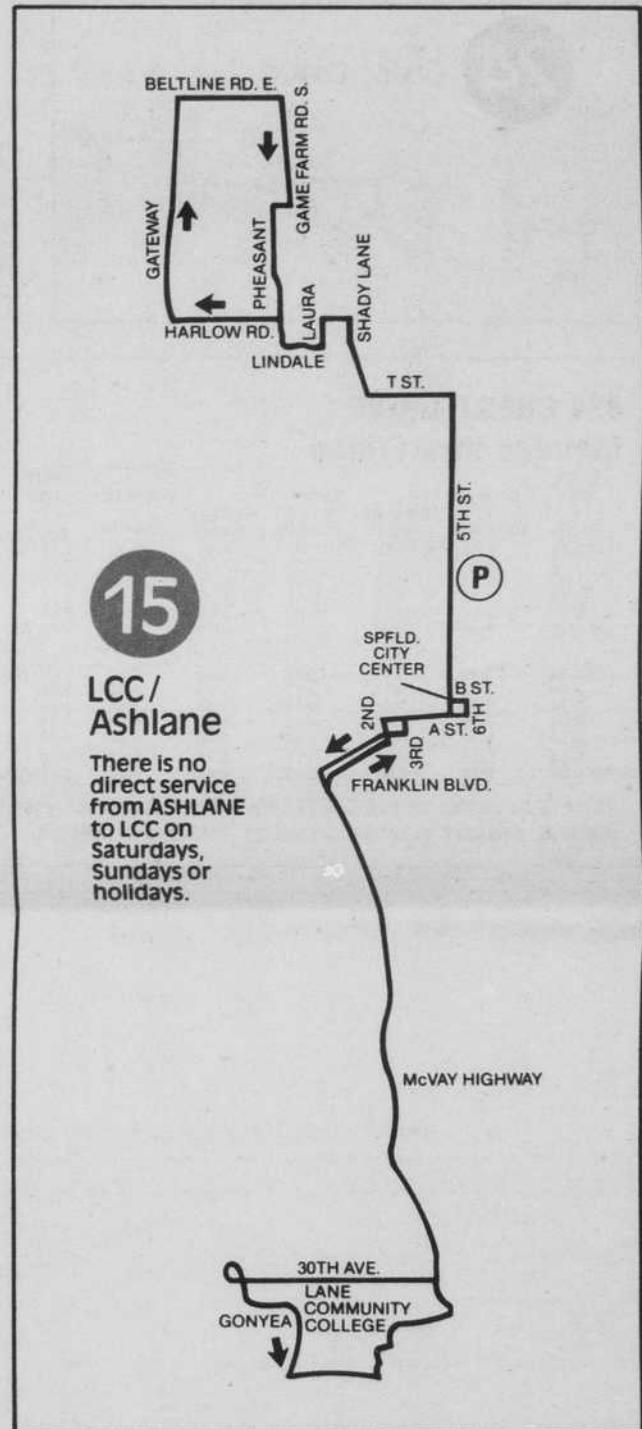 BELTLINE RD. E.
GAME FARM RD. S.
GATEWAY
PHEASANT
LAURA
SHADY LANE
HARLOW RD.
LINDALE
T ST.
5TH ST.
P
15
SPFLD.
CITY
CENTER
B ST.
2ND
6TH
A ST.
3RD
FRANKLIN BLVD.
LCC/
Ashlane
There is no
direct service
from ASHLANE
to LCC on
Saturdays,
Sundays or
holidays.
McVAY HIGHWAY
30TH AVE.
LANE
COMMUNITY
COLLEGE
GONYEA